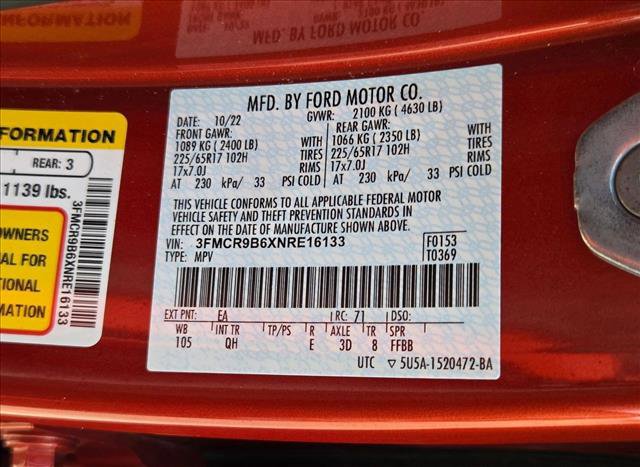 MFD. BY FORD MOTOR CO.
DATE: 10/22 GVWR: 2100 KG (4630 LB)
FRONT GAWR: REAR GAWR:
1089 KG (2400 LB) 1066 KG (2350 LB)
225/65R17 102H TIRES 225/65R17 102H TIRES
17x7.0J RIMS 17x7.0J RIMS
AT 230 kPa/ 33 PSI COLD AT 230 kPa/ 33 PSI COLD
THIS VEHICLE CONFORMS TO ALL APPLICABLE FEDERAL MOTOR
VEHICLE SAFETY AND THEFT PREVENTION STANDARDS IN
EFFECT ON THE DATE OF MANUFACTURE SHOWN ABOVE.
VIN: 3FMCR9B6XNRE16133 F0153
TYPE: MPV T0369
EXT PNT: EA RC: 71 DSO:
WB INT TR TP/PS R AXLE TR SPR
105 QH E 3D 8 FFBB
UTC ▽5U5A-1520472-BA
FORMATION
REAR: 3
1139 lbs.
OWNERS
AL FOR
TIONAL
MATION
3FMCR9B6XNRE16133
MFD. BY FORD MOTOR CO.